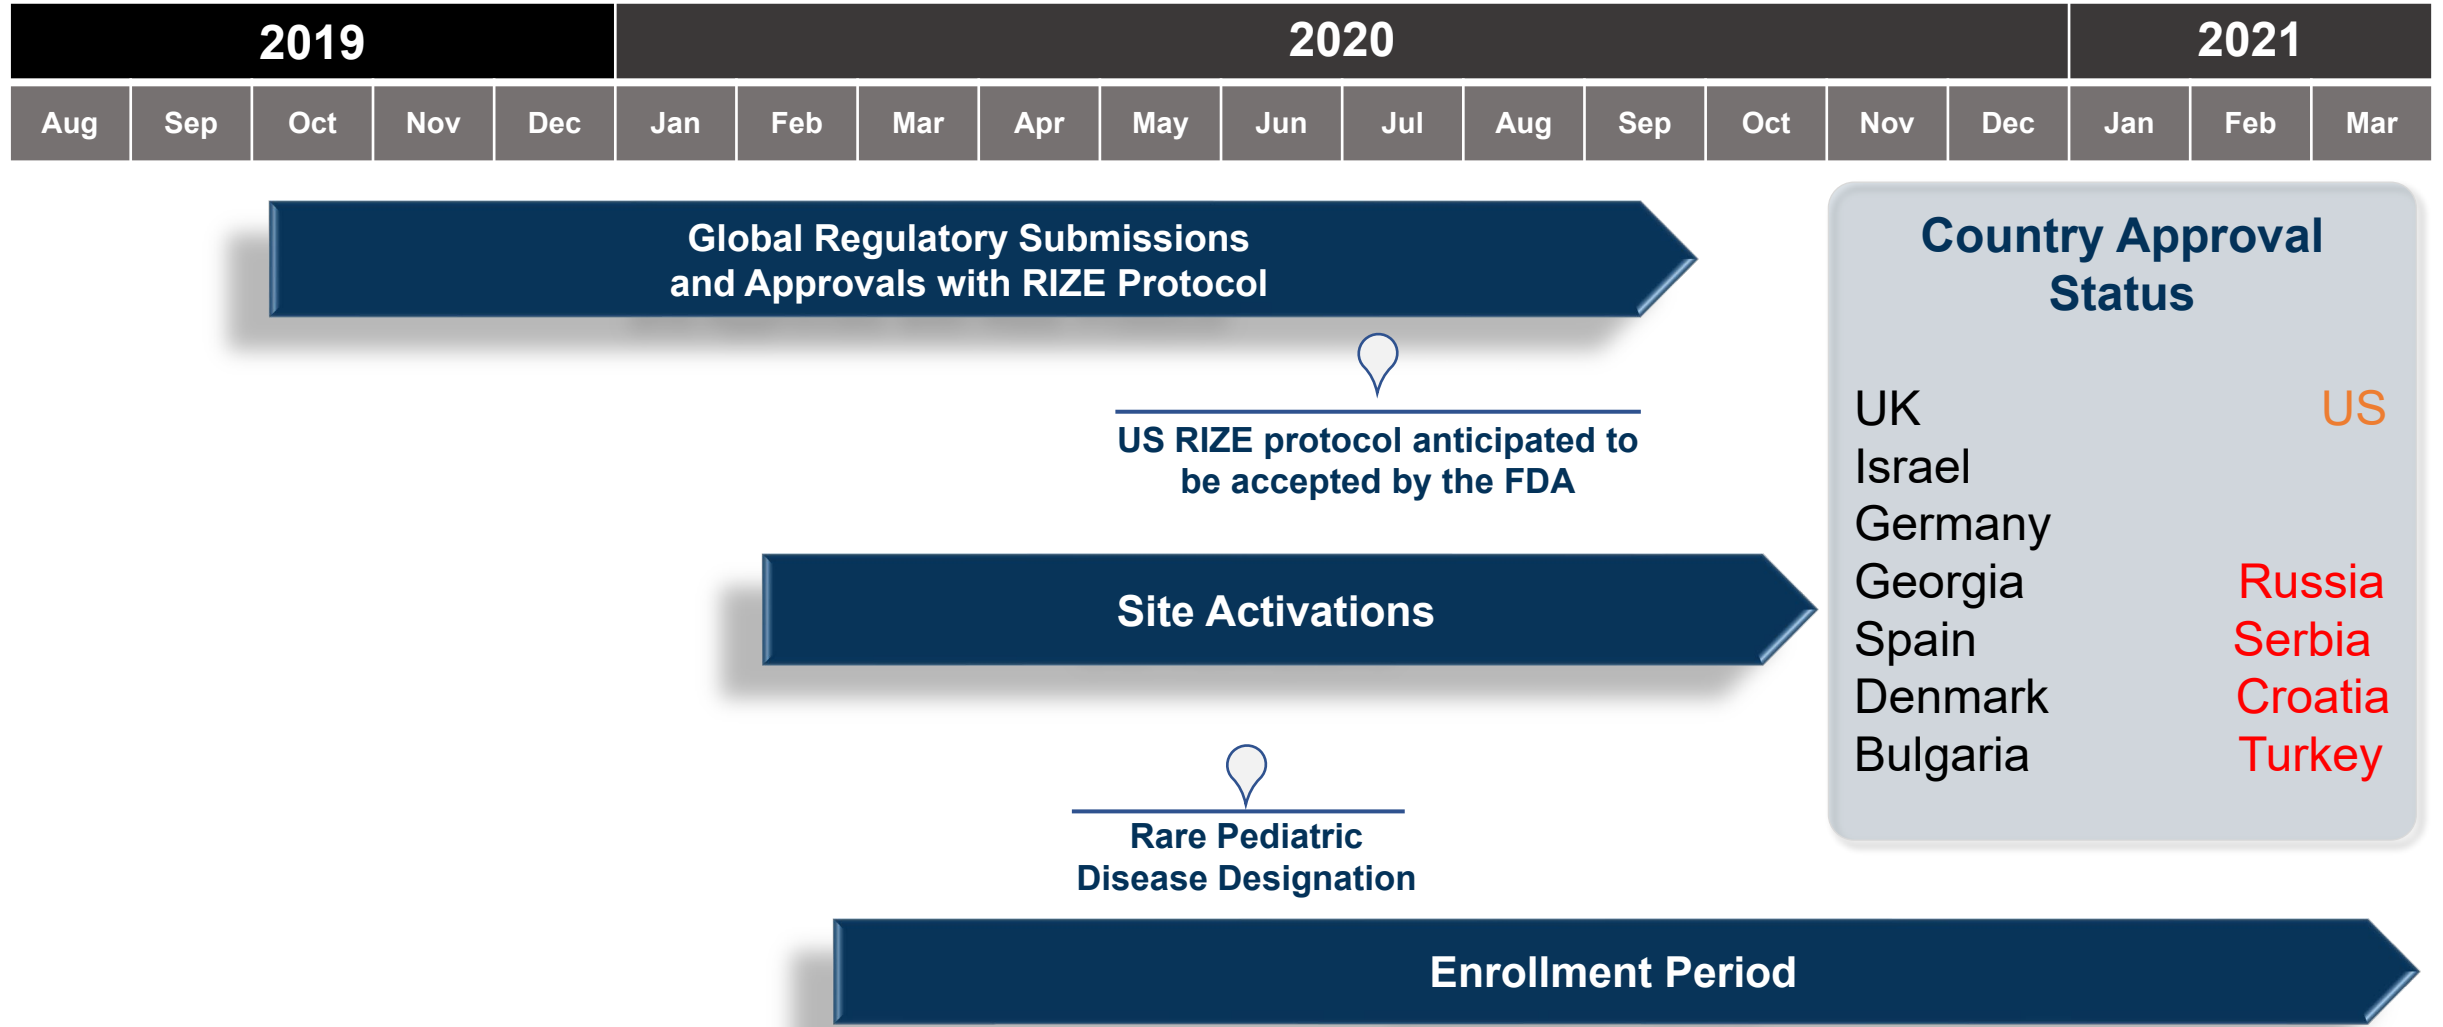 2019 2020 2021
Aug Sep Oct Nov Dec Jan Feb Mar Apr May Jun Jul Aug Sep Oct Nov Dec Jan Feb Mar
Global Regulatory Submissions
and Approvals with RIZE Protocol
US RIZE protocol anticipated to
be accepted by the FDA
Site Activations
Rare Pediatric
Disease Designation
Enrollment Period
Country Approval
Status
UK US
Israel
Germany
Georgia Russia
Spain Serbia
Denmark Croatia
Bulgaria Turkey